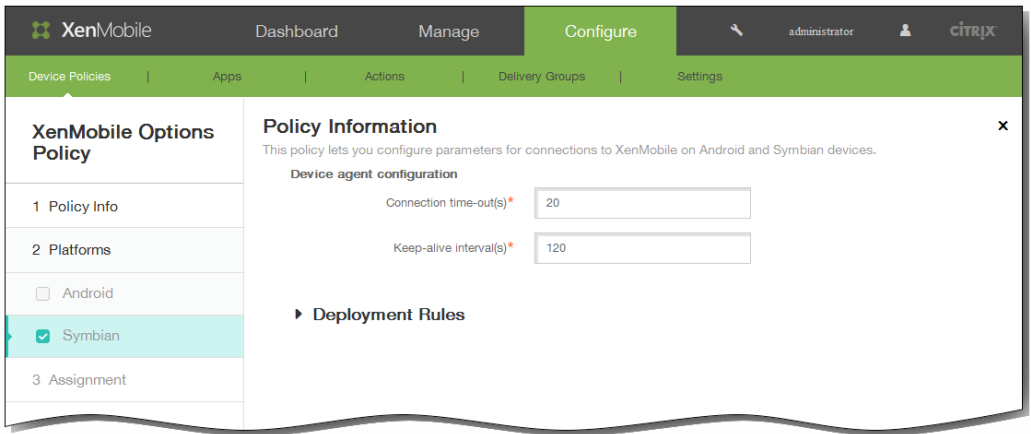 XenMobile Dashboard Manage Configure administrator CİTRIX
Device Policies | Apps | Actions | Delivery Groups | Settings
XenMobile Options
Policy
1 Policy Info
2 Platforms
Android
Symbian
3 Assignment
Policy Information
This policy lets you configure parameters for connections to XenMobile on Android and Symbian devices.
Device agent configuration
Connection time-out(s)* 20
Keep-alive interval(s)* 120
Deployment Rules